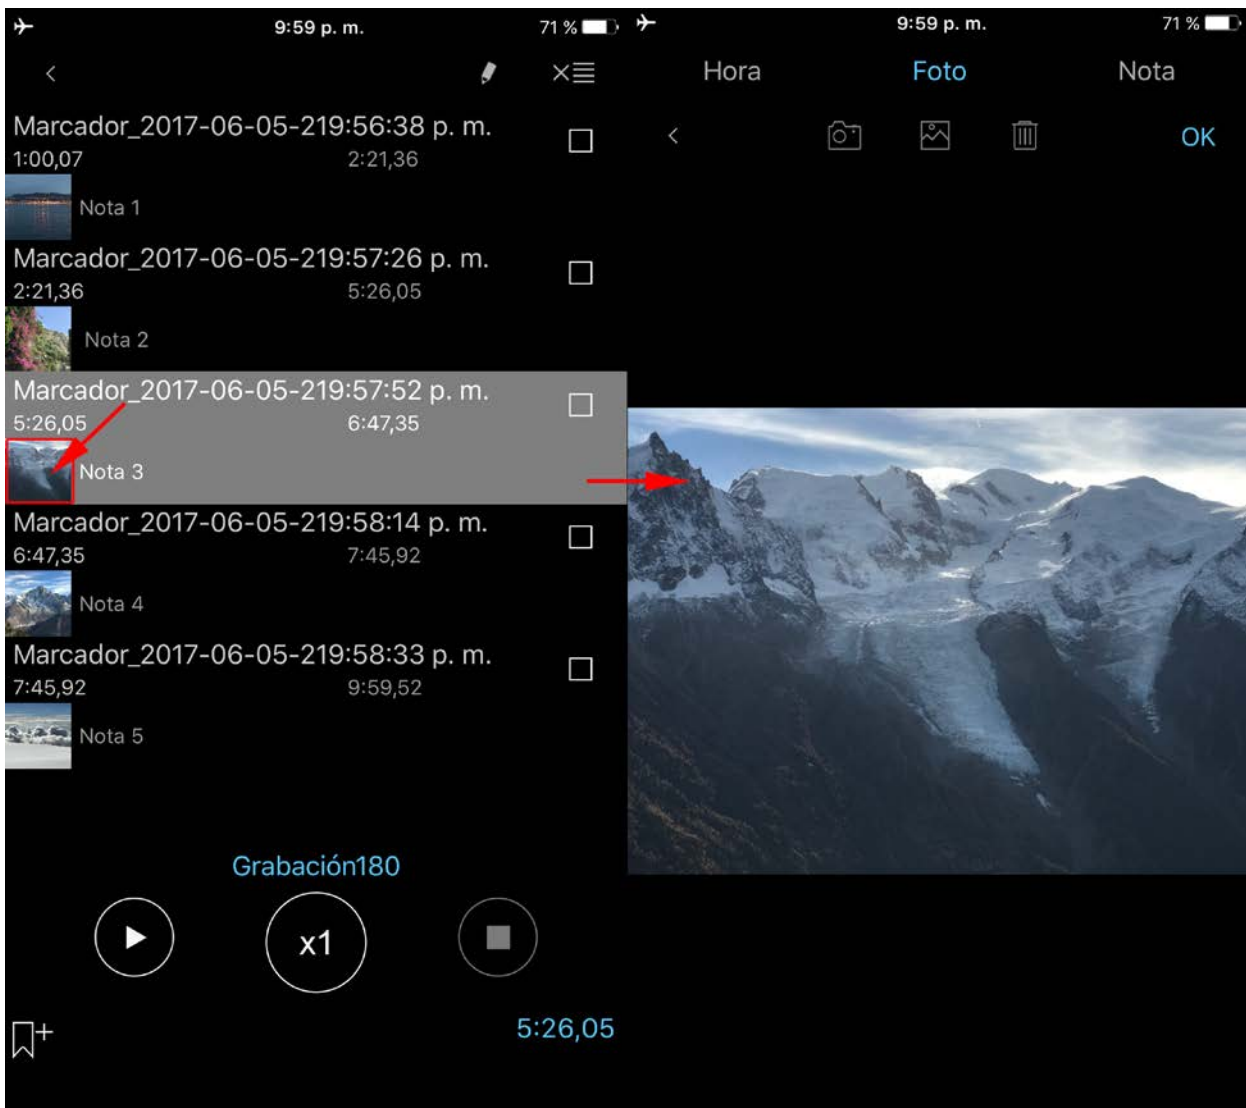 9:59 p. m.
71 %
Marcador_2017-06-05-219:56:38 p. m.
1:00,07 2:21,36
Nota 1
Marcador_2017-06-05-219:57:26 p. m.
2:21,36 5:26,05
Nota 2
Marcador_2017-06-05-219:57:52 p. m.
5:26,05 6:47,35
Nota 3
Marcador_2017-06-05-219:58:14 p. m.
6:47,35 7:45,92
Nota 4
Marcador_2017-06-05-219:58:33 p. m.
7:45,92 9:59,52
Nota 5
Grabación180
x1
5:26,05
9:59 p. m.
71 %
Hora Foto Nota
OK